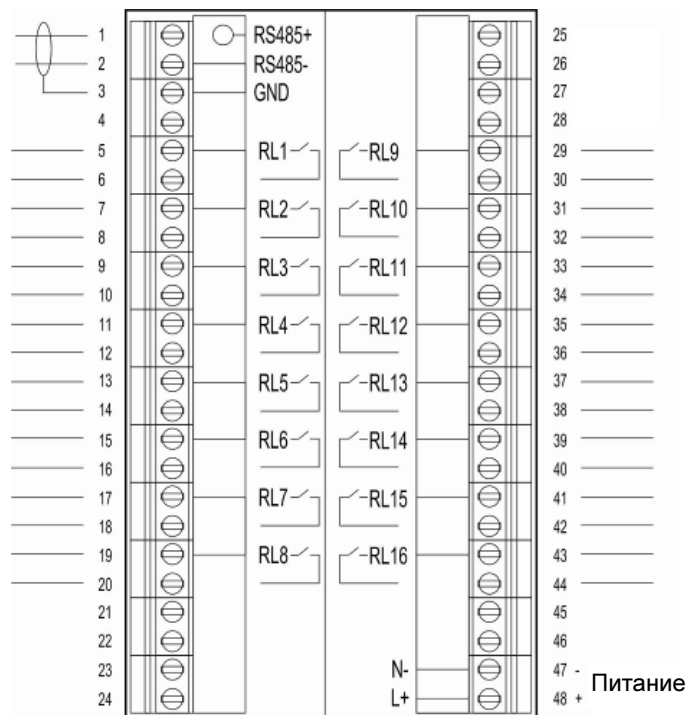 1 RS485+ 25
2 RS485- 26
3 GND 27
4 28
5 RL1 RL9 29
6 30
7 RL2 RL10 31
8 32
9 RL3 RL11 33
10 34
11 RL4 RL12 35
12 36
13 RL5 RL13 37
14 38
15 RL6 RL14 39
16 40
17 RL7 RL15 41
18 42
19 RL8 RL16 43
20 44
21 45
22 46
23 N- 47 -
24 L+ 48 +
Питание